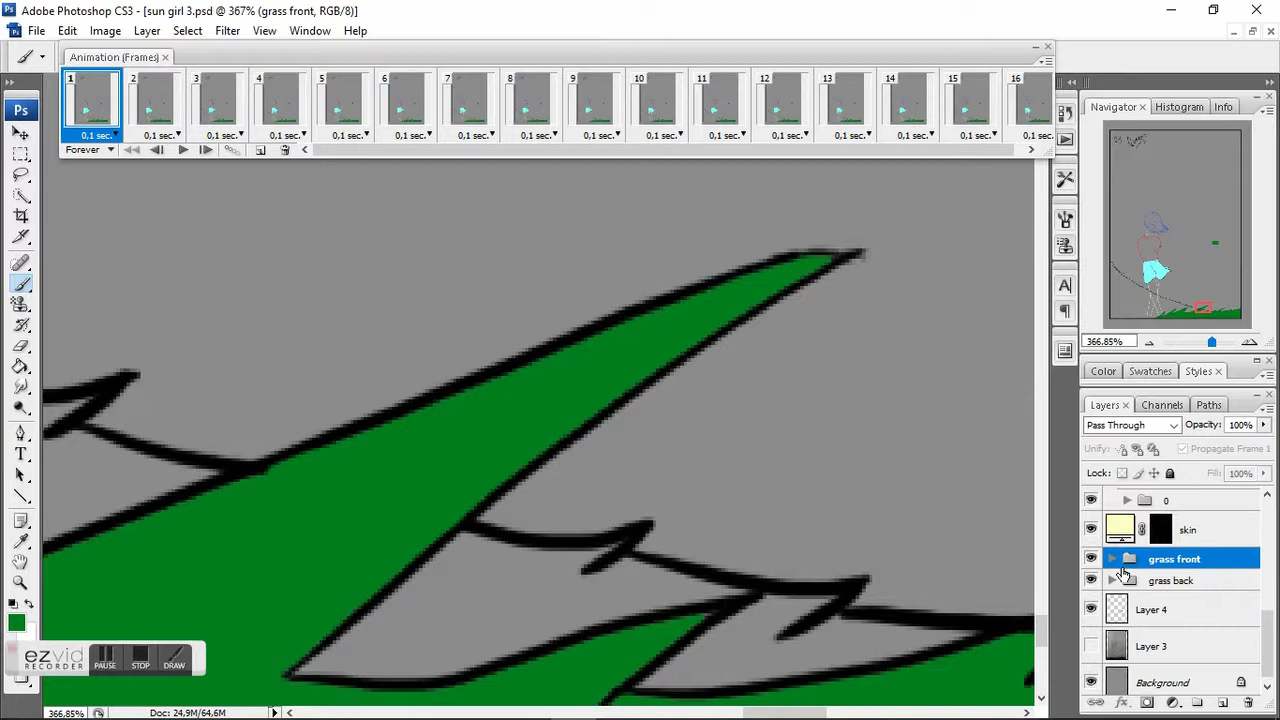 Adobe Photoshop CS3 - [sun girl 3.psd @ 367% (grass front, RGB/8)]
File Edit Image Layer Select Filter View Window Help
Animation (Frames)
1 2 3 4 5 6 7 8 9 10 11 12 13 14 15 16
0,1 sec. 0,1 sec. 0,1 sec. 0,1 sec. 0,1 sec. 0,1 sec. 0,1 sec. 0,1 sec. 0,1 sec. 0,1 sec. 0,1 sec. 0,1 sec. 0,1 sec. 0,1 sec. 0,1 sec. 0,1 sec.
Forever
Ps
Navigator Histogram Info
366.85%
Color Swatches Styles
Layers Channels Paths
Pass Through Opacity: 100%
Unify: Propagate Frame 1
Lock: Fill: 100%
0
skin
grass front
grass back
Layer 4
Layer 3
Background
ezvid
RECORDER
PAUSE STOP DRAW
366,85% Doc: 24,9M/64,6M